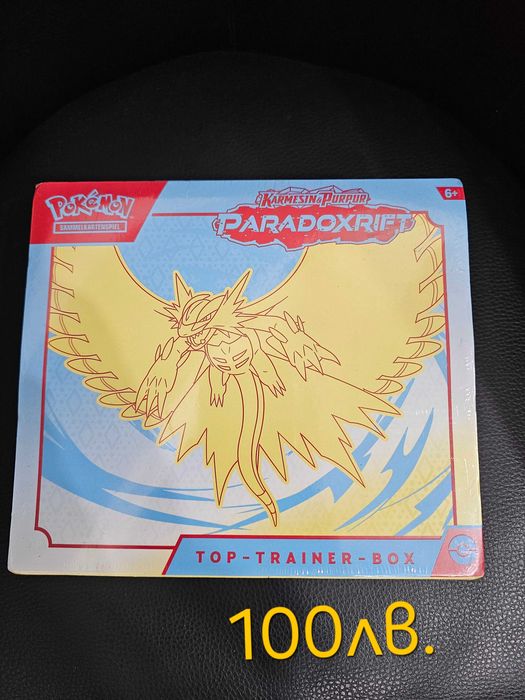 Pokémon
SAMMELKARTENSPIEL
KARMESIN & PURPUR
PARADOXRIFT
6+
TOP-TRAINER-BOX
100лв.